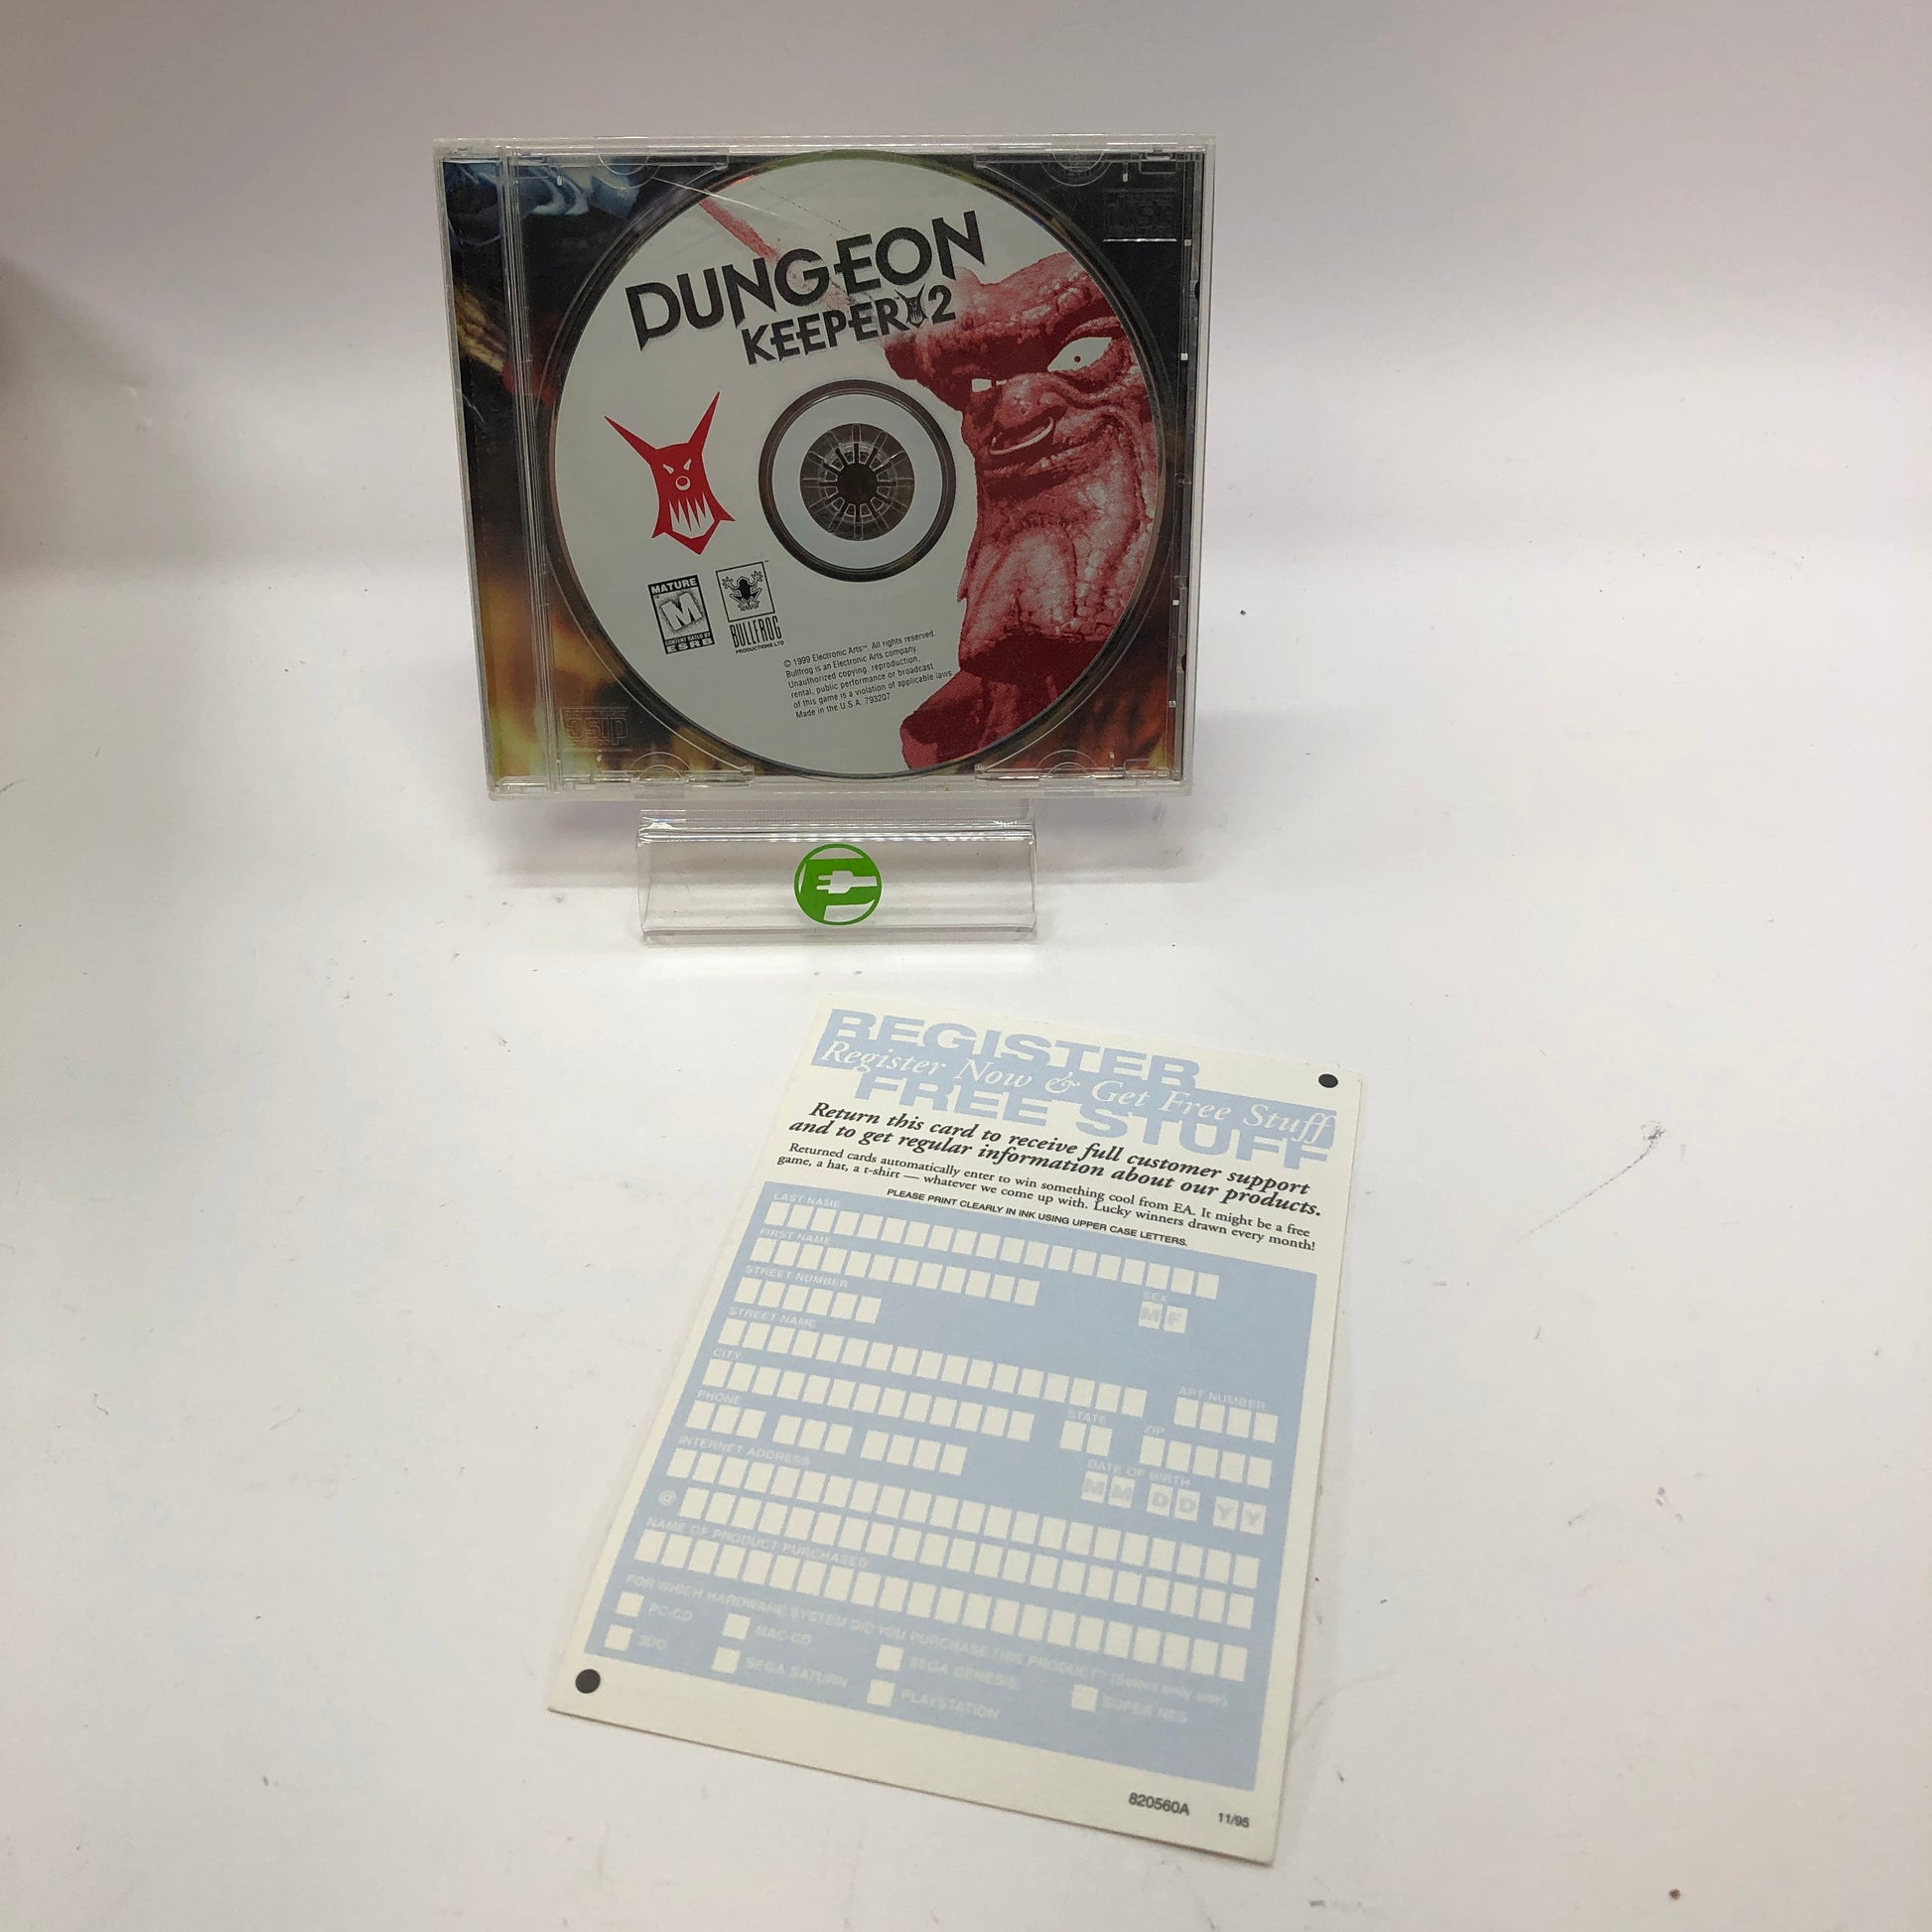 DUNGEON
KEEPER 2
MATURE
M
CONTENT RATED BY
ESRB
BULLFROG
PRODUCTIONS LTD
© 1999 Electronic Arts™ All rights reserved.
Bullfrog is an Electronic Arts company.
Unauthorized copying, reproduction,
rental, public performance or broadcast
of this game is a violation of applicable laws.
Made in the U.S.A. 793207
REGISTER
Register Now & Get Free Stuff
FREE STUFF
Return this card to receive full customer support
and to get regular information about our products.
Returned cards automatically enter to win something cool from EA. It might be a free
game, a hat, a t-shirt — whatever we come up with. Lucky winners drawn every month!
PLEASE PRINT CLEARLY IN INK USING UPPER CASE LETTERS.
LAST NAME
FIRST NAME
SEX
M F
STREET NUMBER
STREET NAME
APT NUMBER
CITY
STATE
ZIP
PHONE
DATE OF BIRTH
MM DD YY
INTERNET ADDRESS
@
NAME OF PRODUCT PURCHASED
FOR WHICH HARDWARE SYSTEM DID YOU PURCHASE THIS PRODUCT? (Select only one)
PC-CD MAC-CD SEGA GENESIS SUPER NES
3DO SEGA SATURN PLAYSTATION
820560A 11/95